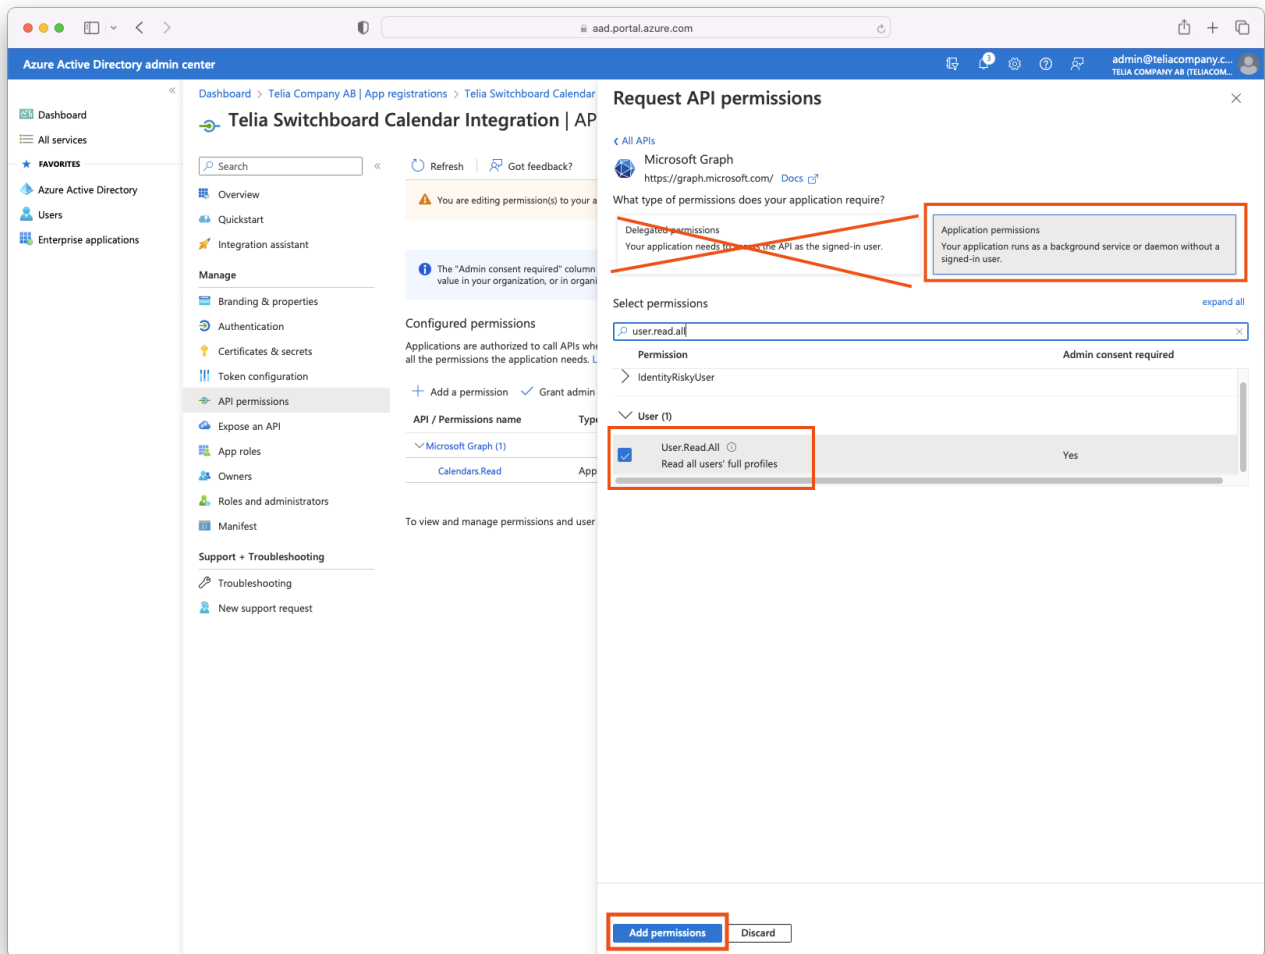 aad.portal.azure.com
Azure Active Directory admin center
3
admin@teliacompany.c...
TELIA COMPANY AB (TELIACOM...
Dashboard
All services
FAVORITES
Azure Active Directory
Users
Enterprise applications
Dashboard > Telia Company AB | App registrations > Telia Switchboard Calendar
Telia Switchboard Calendar Integration | AP
Search
«
Overview
Quickstart
Integration assistant
Manage
Branding & properties
Authentication
Certificates & secrets
Token configuration
API permissions
Expose an API
App roles
Owners
Roles and administrators
Manifest
Support + Troubleshooting
Troubleshooting
New support request
Refresh
Got feedback?
You are editing permission(s) to your a
The "Admin consent required" column
value in your organization, or in organi
Configured permissions
Applications are authorized to call APIs whe
all the permissions the application needs. L
Add a permission
Grant admin
API / Permissions name Type
Microsoft Graph (1)
Calendars.Read App
To view and manage permissions and user
Request API permissions
All APIs
Microsoft Graph
https://graph.microsoft.com/ Docs
What type of permissions does your application require?
Delegated permissions
Your application needs to access the API as the signed-in user.
Application permissions
Your application runs as a background service or daemon without a
signed-in user.
Select permissions
expand all
user.read.all
Permission Admin consent required
IdentityRiskyUser
User (1)
User.Read.All
Read all users' full profiles
Yes
Add permissions
Discard